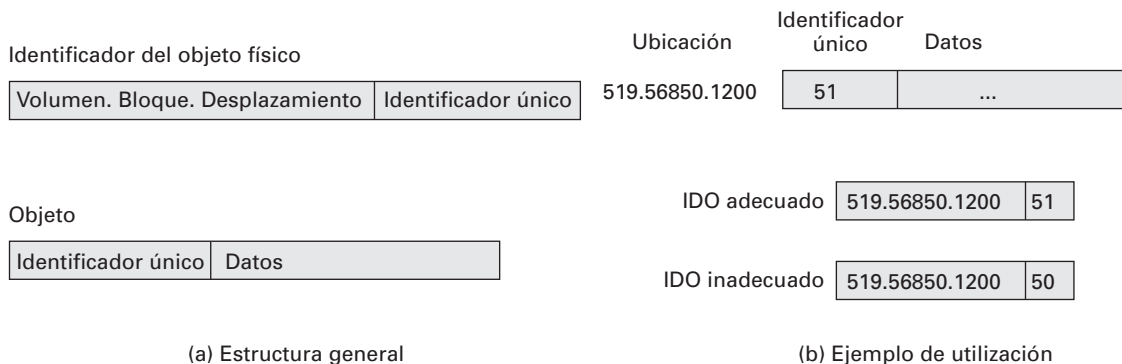 Identificador del objeto físico
Volumen. Bloque. Desplazamiento Identificador único
Objeto
Identificador único Datos
(a) Estructura general
Ubicación
Identificador
único
Datos
519.56850.1200 51 ...
IDO adecuado 519.56850.1200 51
IDO inadecuado 519.56850.1200 50
(b) Ejemplo de utilización